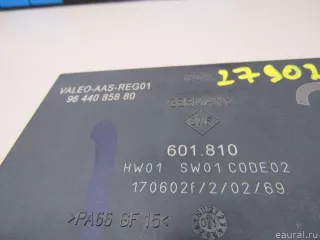 VALEO-AAS-REG01
96 440 858 80
27902
GERMANY
601.810
HW01 SW01 CODE02
170602F/2/02/69
>PA66 GF 15<
eaural.ru